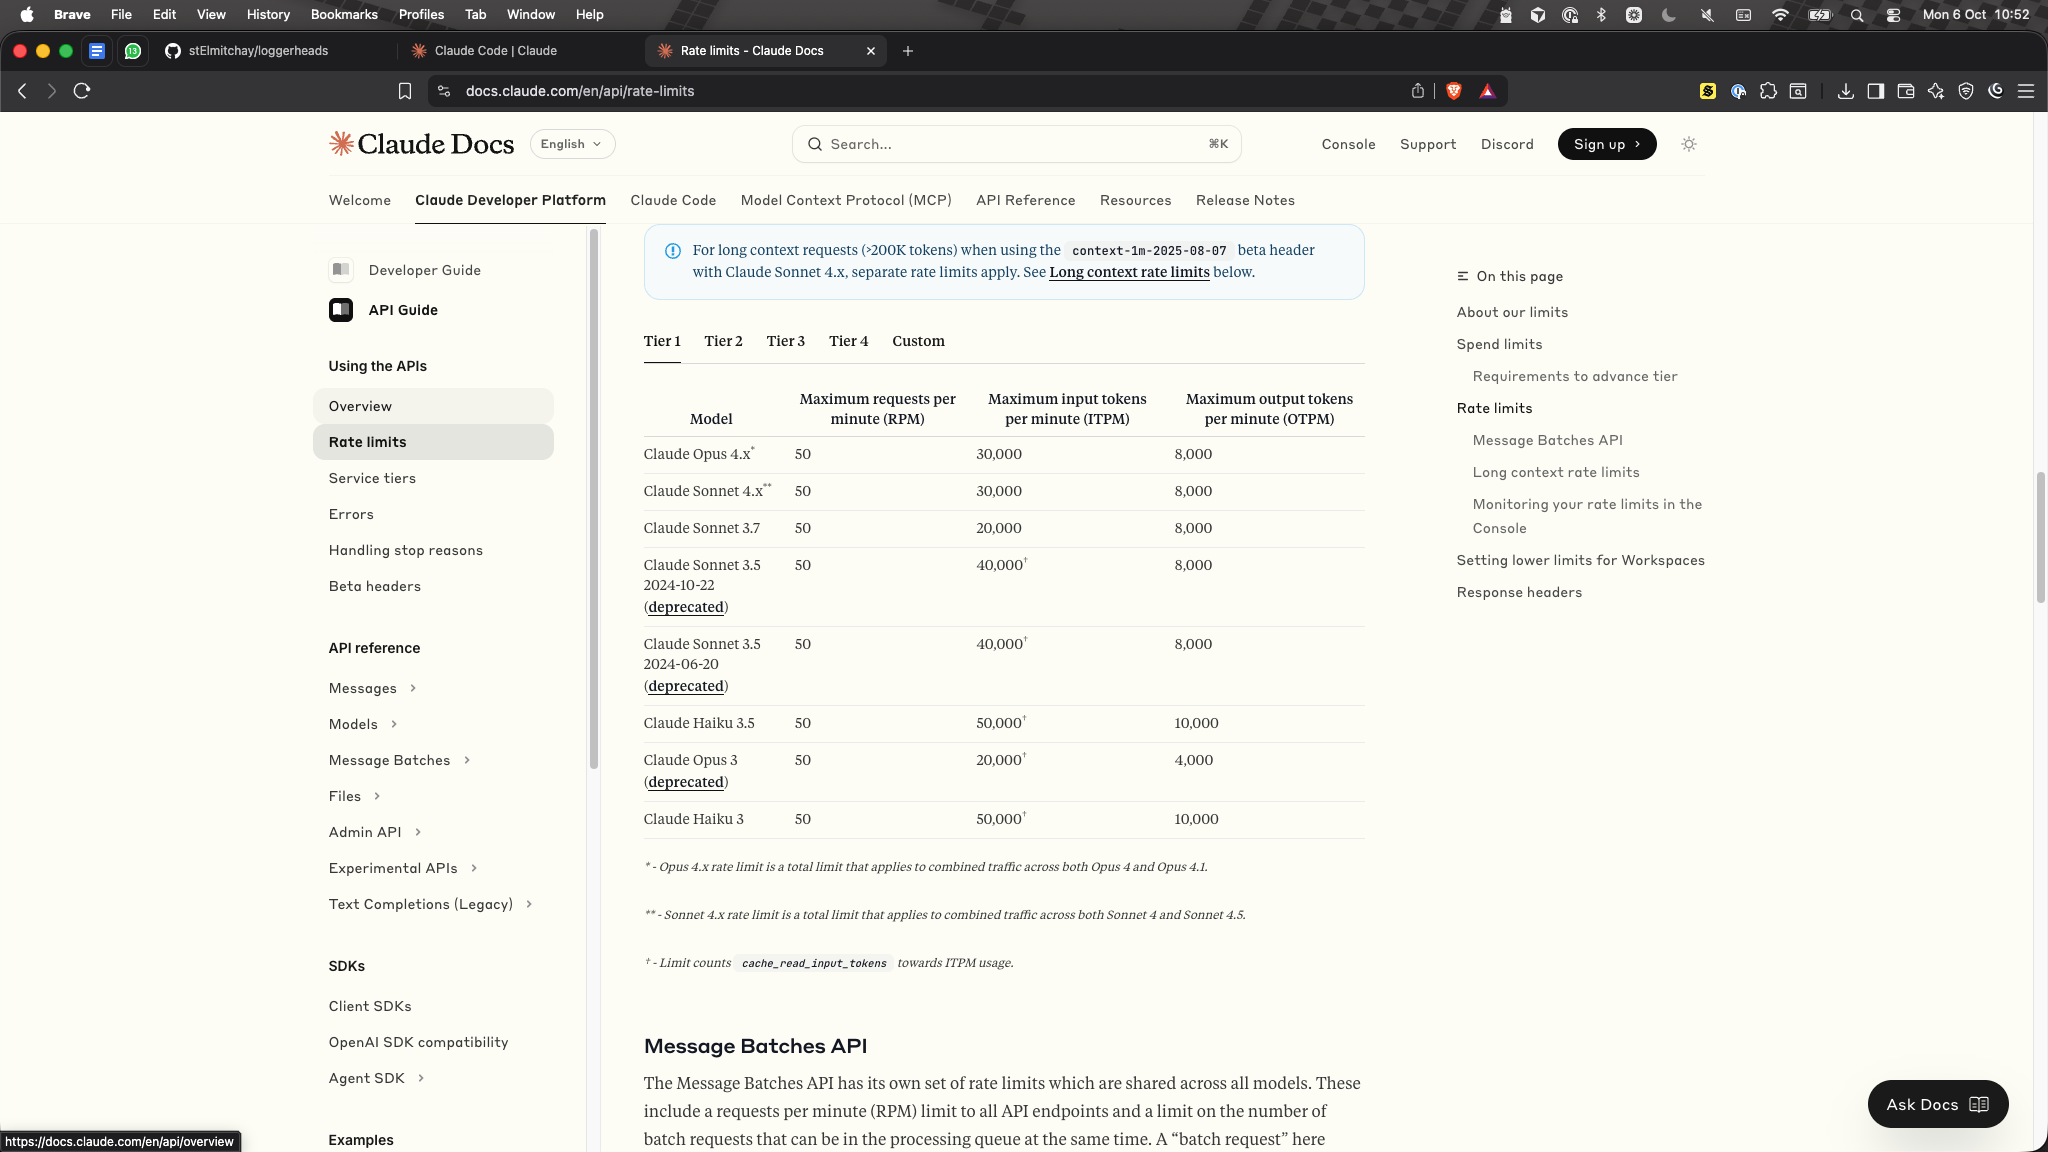 Brave File Edit View History Bookmarks Profiles Tab Window Help
Mon 6 Oct 10:52
13
stElmitchay/loggerheads
Claude Code | Claude
Rate limits - Claude Docs
docs.claude.com/en/api/rate-limits
Claude Docs
English
Search...
⌘K
Console
Support
Discord
Sign up
Welcome
Claude Developer Platform
Claude Code
Model Context Protocol (MCP)
API Reference
Resources
Release Notes
Developer Guide
API Guide
Using the APIs
Overview
Rate limits
Service tiers
Errors
Handling stop reasons
Beta headers
API reference
Messages
Models
Message Batches
Files
Admin API
Experimental APIs
Text Completions (Legacy)
SDKs
Client SDKs
OpenAI SDK compatibility
Agent SDK
Examples
https://docs.claude.com/en/api/overview
For long context requests (>200K tokens) when using the context-1m-2025-08-07 beta header
with Claude Sonnet 4.x, separate rate limits apply. See Long context rate limits below.
Tier 1 Tier 2 Tier 3 Tier 4 Custom
Model
Maximum requests per
minute (RPM)
Maximum input tokens
per minute (ITPM)
Maximum output tokens
per minute (OTPM)
Claude Opus 4.x* 50 30,000 8,000
Claude Sonnet 4.x** 50 30,000 8,000
Claude Sonnet 3.7 50 20,000 8,000
Claude Sonnet 3.5 50 40,000† 8,000
2024-10-22
(deprecated)
Claude Sonnet 3.5 50 40,000† 8,000
2024-06-20
(deprecated)
Claude Haiku 3.5 50 50,000† 10,000
Claude Opus 3 50 20,000† 4,000
(deprecated)
Claude Haiku 3 50 50,000† 10,000
* - Opus 4.x rate limit is a total limit that applies to combined traffic across both Opus 4 and Opus 4.1.
** - Sonnet 4.x rate limit is a total limit that applies to combined traffic across both Sonnet 4 and Sonnet 4.5.
† - Limit counts cache_read_input_tokens towards ITPM usage.
Message Batches API
The Message Batches API has its own set of rate limits which are shared across all models. These
include a requests per minute (RPM) limit to all API endpoints and a limit on the number of
batch requests that can be in the processing queue at the same time. A “batch request” here
On this page
About our limits
Spend limits
Requirements to advance tier
Rate limits
Message Batches API
Long context rate limits
Monitoring your rate limits in the
Console
Setting lower limits for Workspaces
Response headers
Ask Docs